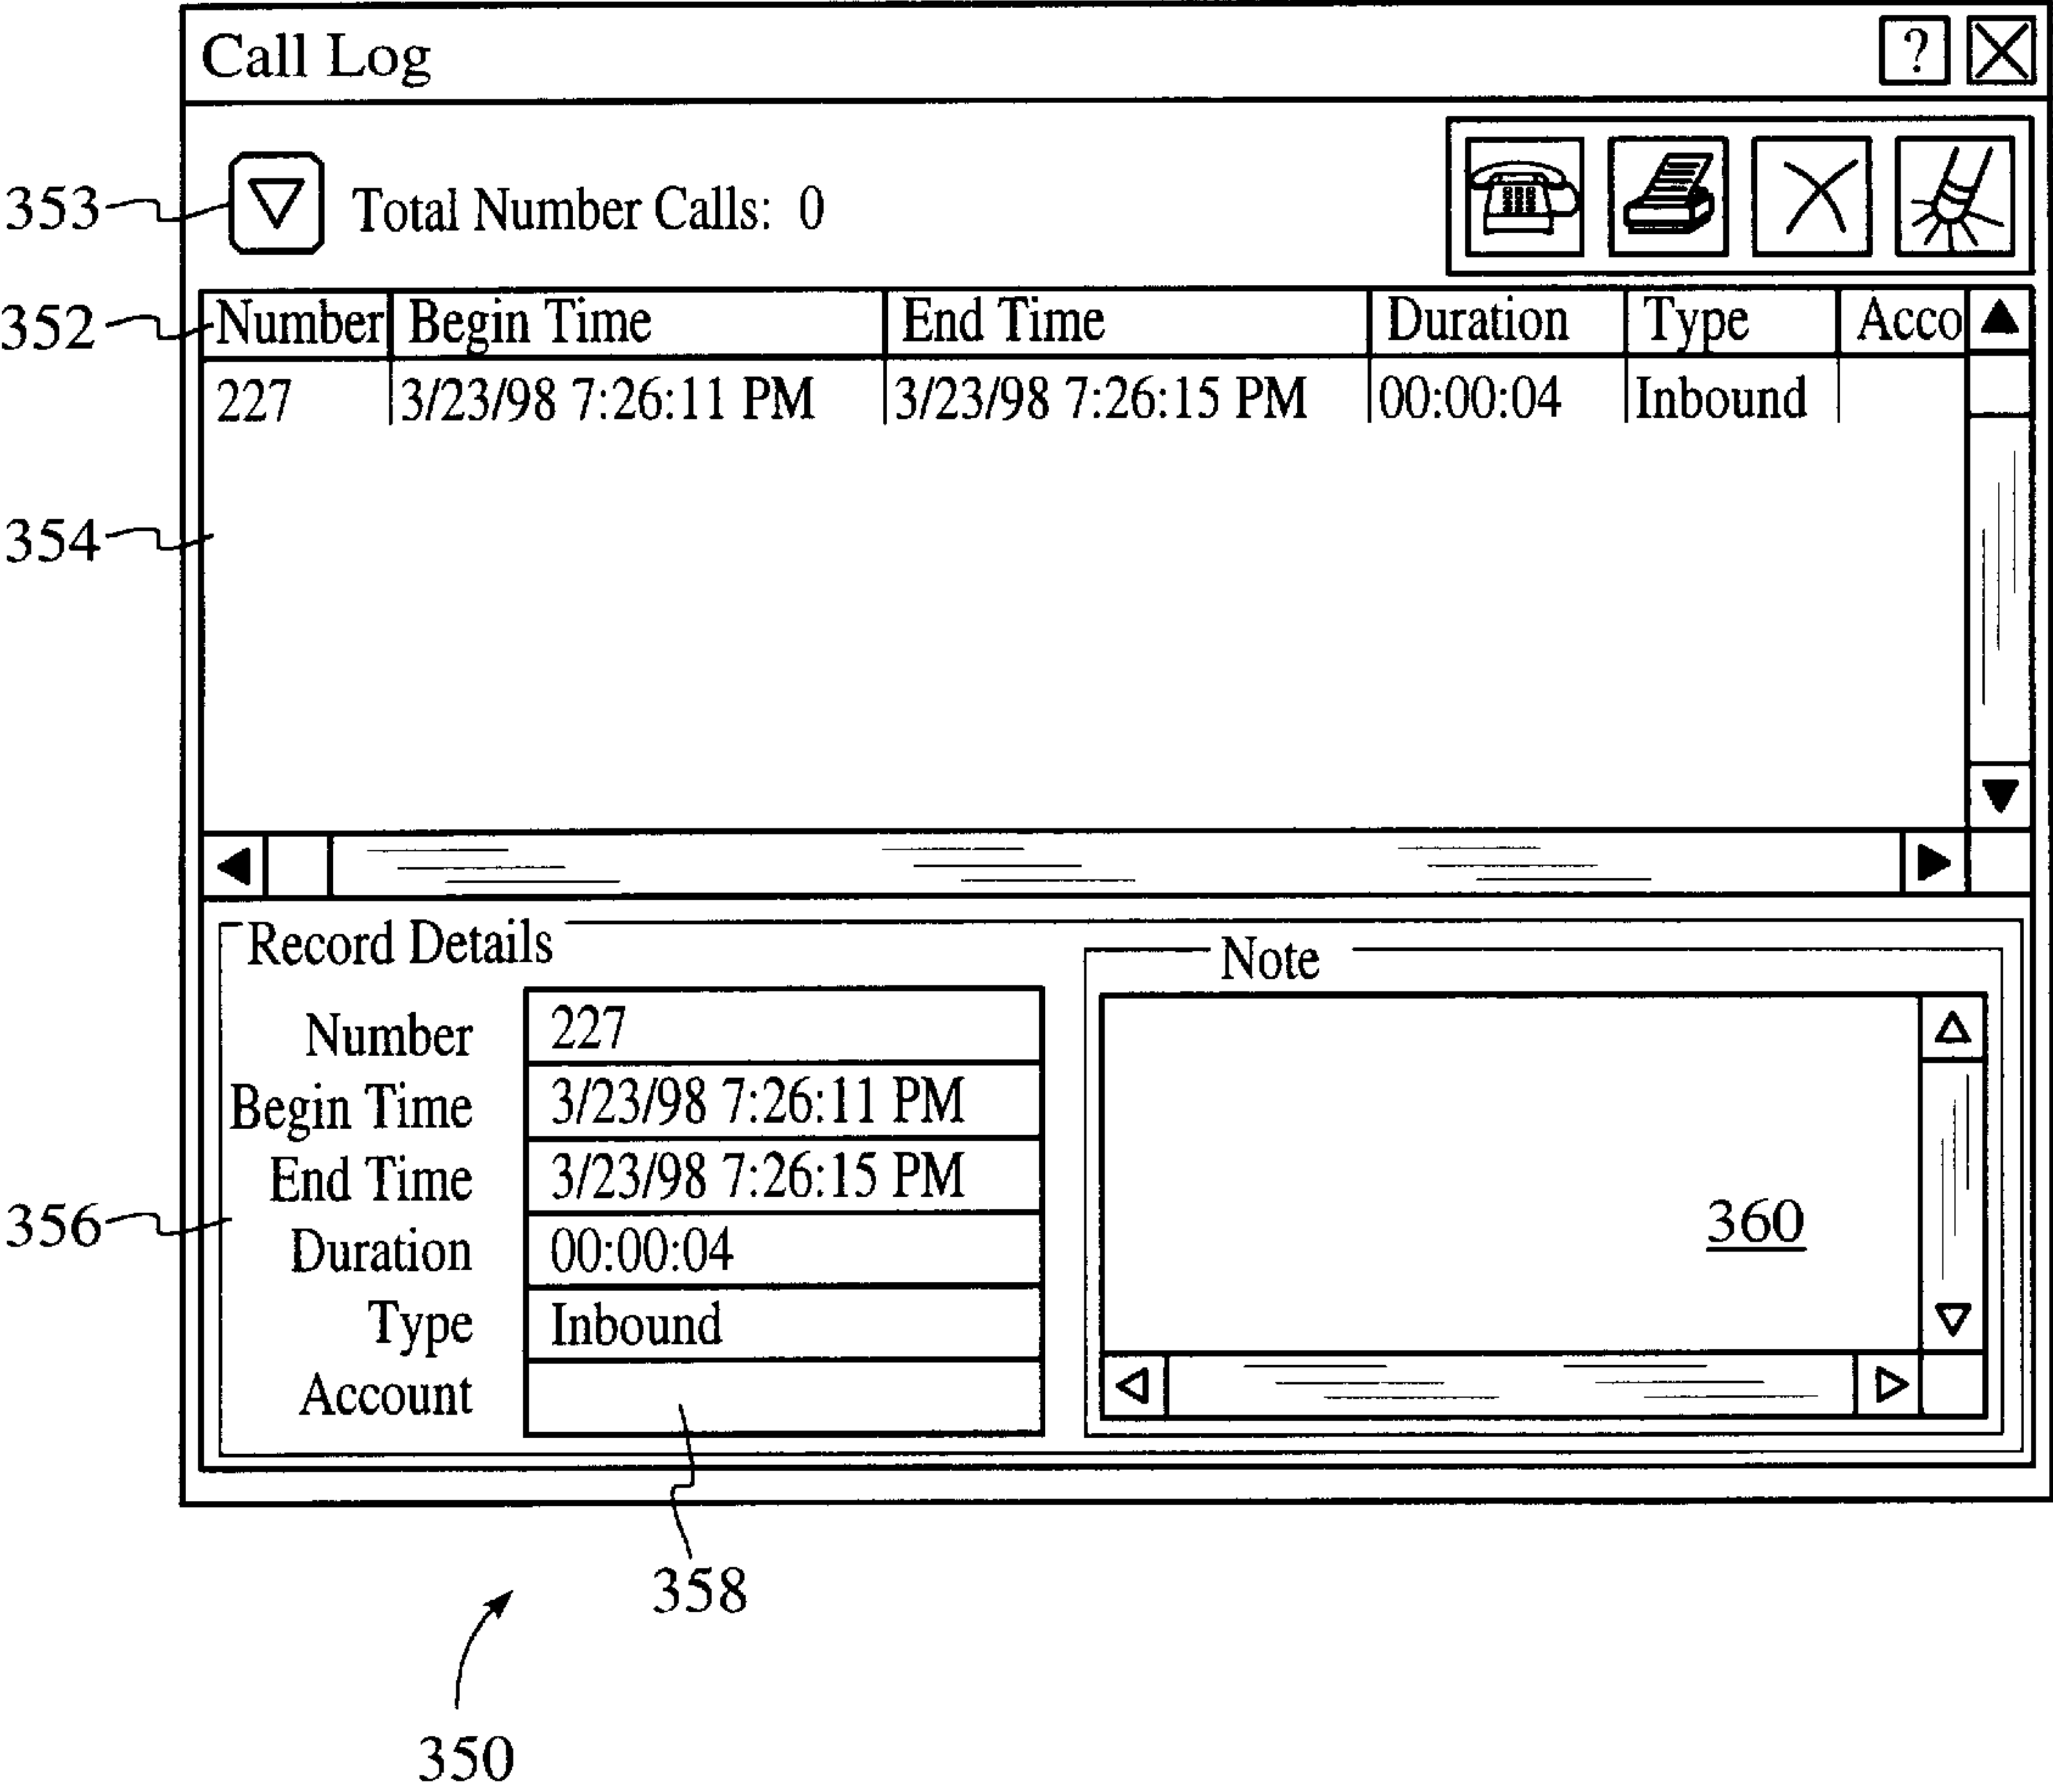 Call Log ?
353 Total Number Calls: 0
352 Number Begin Time End Time Duration Type Acco
227 3/23/98 7:26:11 PM 3/23/98 7:26:15 PM 00:00:04 Inbound
354
Record Details
Number 227
Begin Time 3/23/98 7:26:11 PM
End Time 3/23/98 7:26:15 PM
356
Duration 00:00:04
Type Inbound
Account
Note
360
358
350